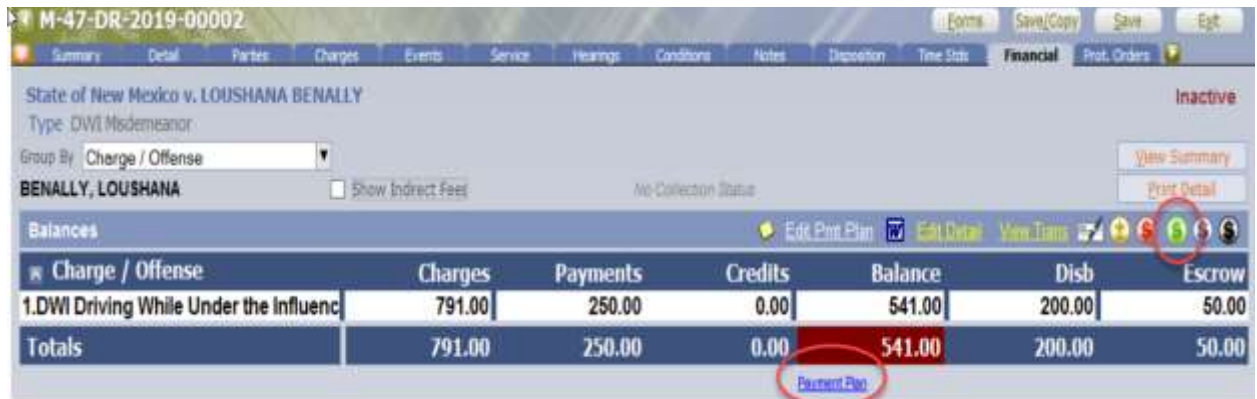 M-47-DR-2019-00002 Forms Save/Copy Save Exit
Summary Detail Parties Charges Events Service Hearings Conditions Notes Disposition Time Stds Financial Prot. Orders
State of New Mexico v. LOUSHANA BENALLY Inactive
Type DWI Misdemeanor
Group By Charge / Offense View Summary
BENALLY, LOUSHANA Show Indirect Fees No Collection Status Print Detail
Balances Edit Pmt Plan Edit Detail View Trans
Charge / Offense Charges Payments Credits Balance Disb Escrow
1.DWI Driving While Under the Influenc 791.00 250.00 0.00 541.00 200.00 50.00
Totals 791.00 250.00 0.00 541.00 200.00 50.00
Payment Plan